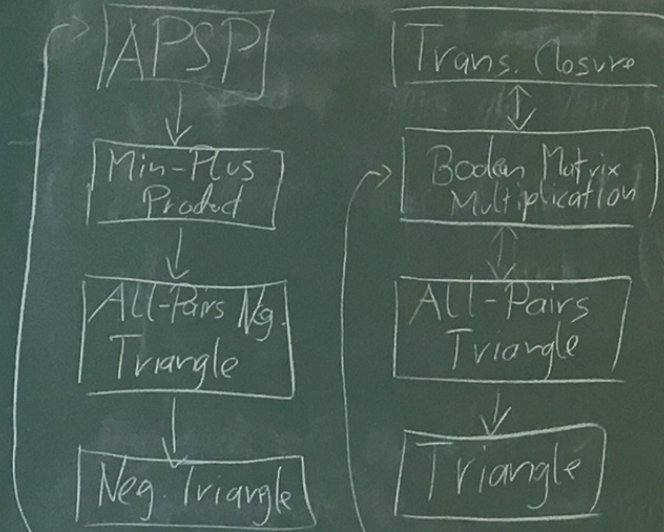 APSP
Min-Plus
Product
All-Pairs Neg.
Triangle
Neg. Triangle
Trans. Closure
Boolean Matrix
Multiplication
All-Pairs
Triangle
Triangle